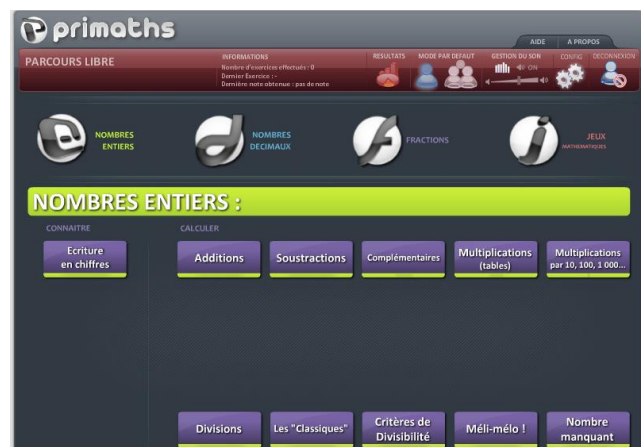 primaths
AIDE
A PROPOS
PARCOURS LIBRE
INFORMATIONS
Nombre d'exercices effectués : 0
Dernier Exercice : -
Dernière note obtenue : pas de note
RESULTATS
MODE PAR DEFAUT
GESTION DU SON
ON
CONFIG
DECONNEXION
NOMBRES
ENTIERS
NOMBRES
DECIMAUX
FRACTIONS
JEUX
MATHEMATIQUES
NOMBRES ENTIERS :
CONNAITRE
CALCULER
Ecriture
en chiffres
Additions
Soustractions
Complémentaires
Multiplications
(tables)
Multiplications
par 10, 100, 1 000...
Divisions
Les "Classiques"
Critères de
Divisibilité
Méli-mélo !
Nombre
manquant